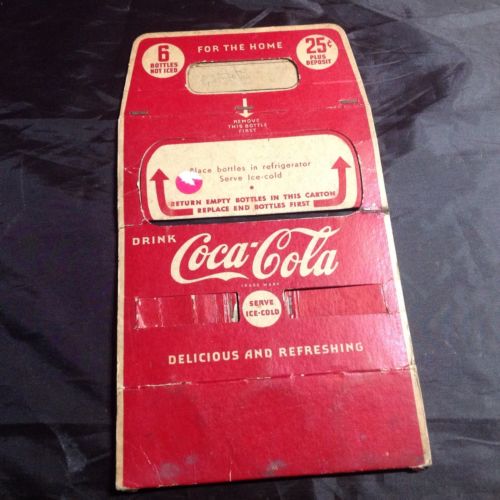 FOR THE HOME
6
BOTTLES
NOT ICED
25¢
PLUS
DEPOSIT
REMOVE
THIS BOTTLE
FIRST
Place bottles in refrigerator
Serve Ice-cold
RETURN EMPTY BOTTLES IN THIS CARTON
REPLACE END BOTTLES FIRST
DRINK
Coca-Cola
TRADE MARK
SERVE
ICE-COLD
DELICIOUS AND REFRESHING